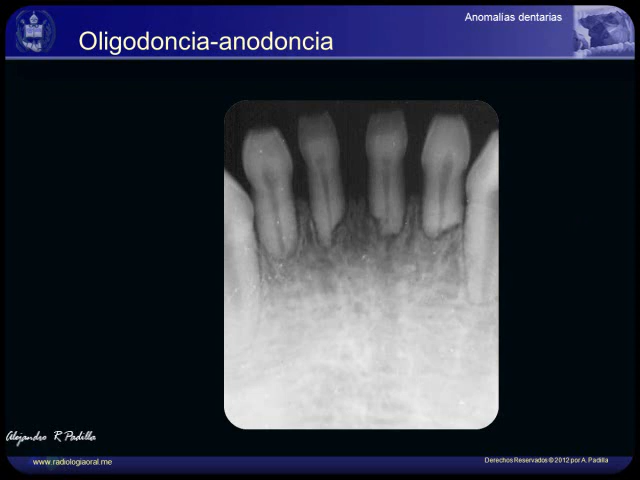 Anomalías dentarias
Oligodoncia-anodoncia
Alejandro R Padilla
www.radiologiaoral.me
Derechos Reservados © 2012 por A. Padilla